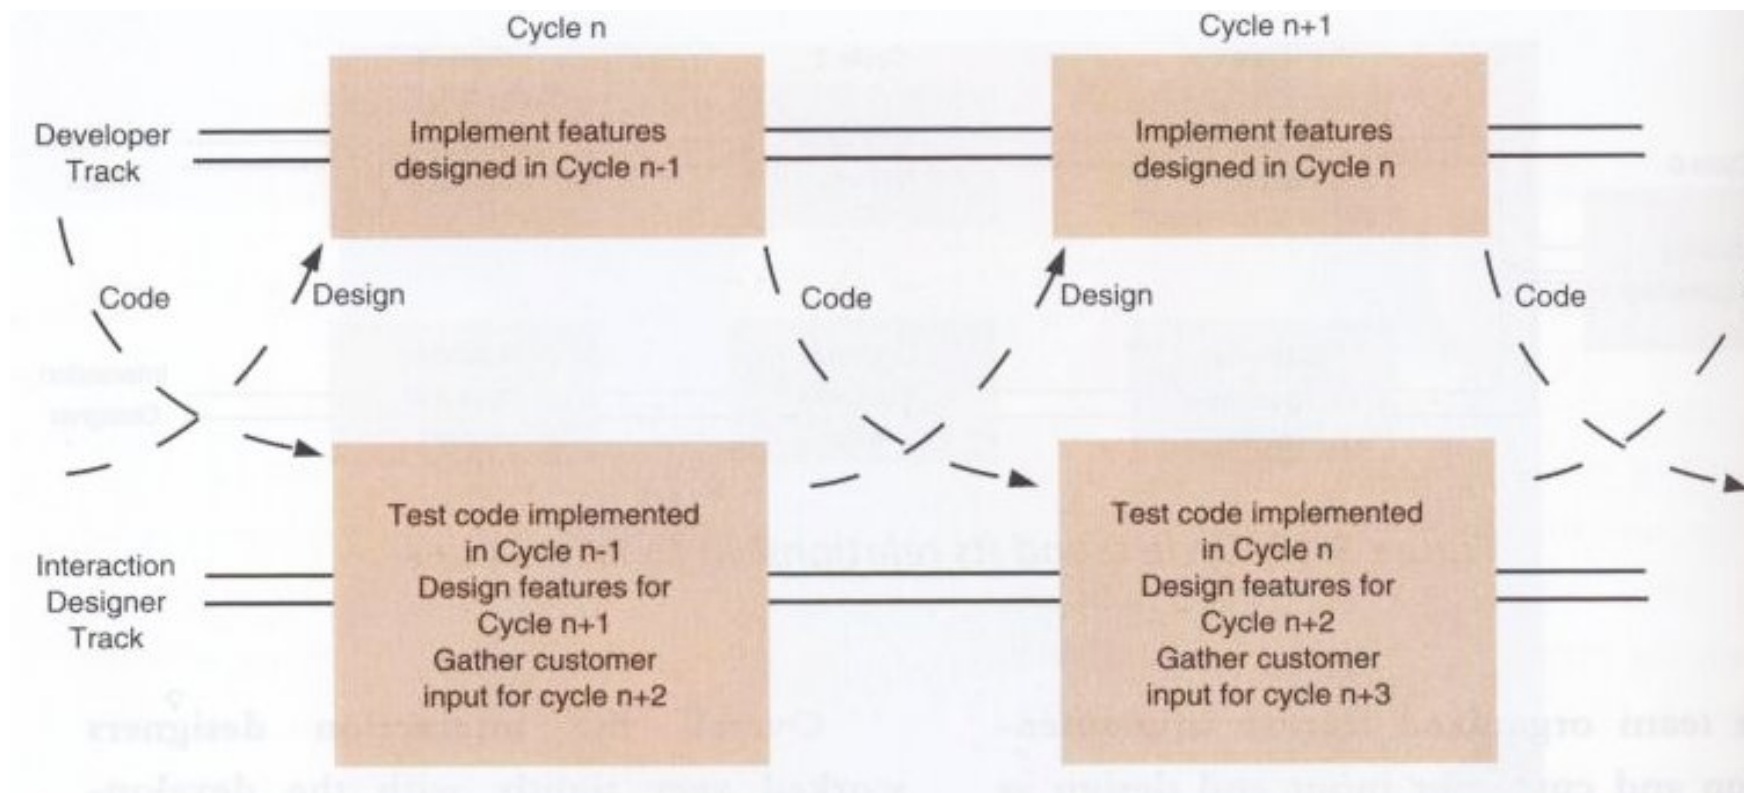 Cycle n
Cycle n+1
Developer
Track
Implement features
designed in Cycle n-1
Implement features
designed in Cycle n
Code
Design
Code
Design
Code
Interaction
Designer
Track
Test code implemented
in Cycle n-1
Design features for
Cycle n+1
Gather customer
input for cycle n+2
Test code implemented
in Cycle n
Design features for
Cycle n+2
Gather customer
input for cycle n+3